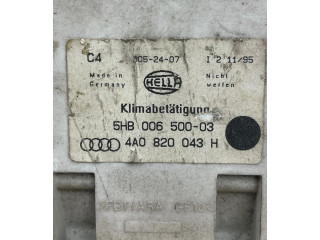 C4 305-24-07 I 2 11/95
Made in Germany
HELLA
Nicht werfen
Klimabetätigung
5HB 006 500-03
4A0 820 043 H